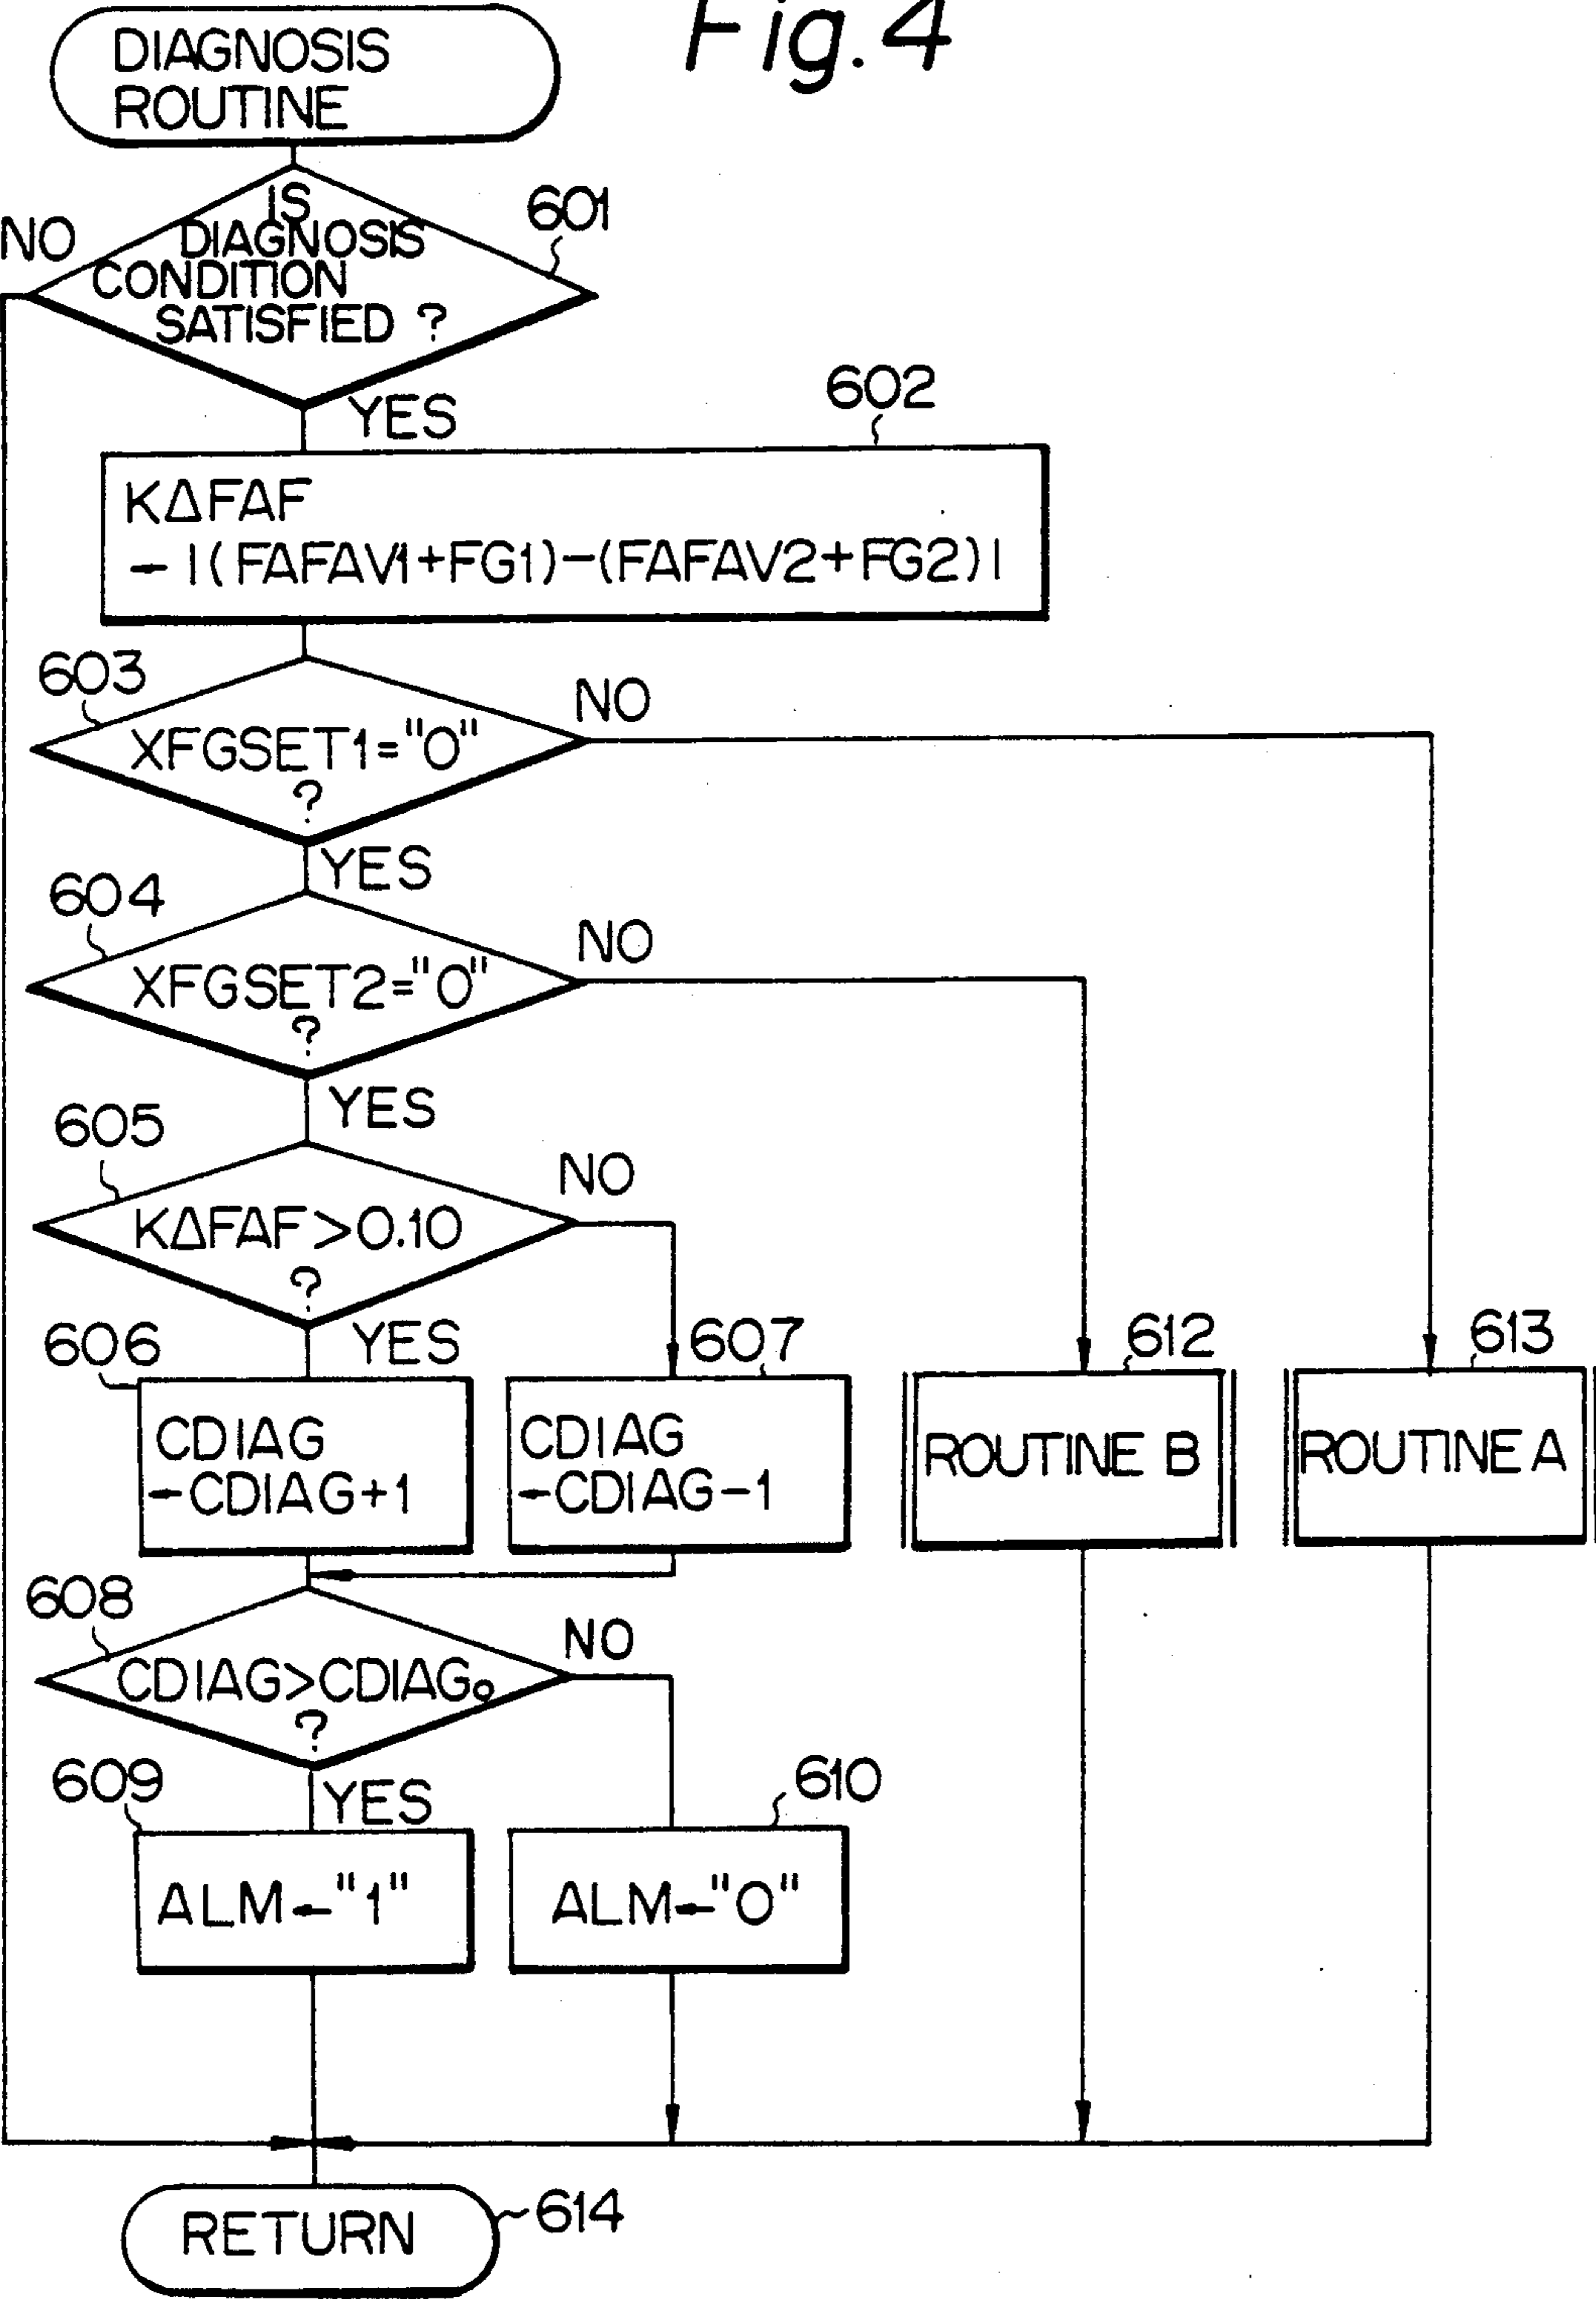 Fig.4
DIAGNOSIS
ROUTINE
NO
IS
DIAGNOSIS
CONDITION
SATISFIED ?
601
YES
602
KΔFAF
←|(FAFAV1+FG1)-(FAFAV2+FG2)|
603
XFGSET1="0"
?
NO
YES
604
XFGSET2="0"
?
NO
YES
605
KΔFAF>0.10
?
NO
YES
606
CDIAG
←CDIAG+1
607
CDIAG
←CDIAG-1
612
ROUTINE B
613
ROUTINE A
608
CDIAG>CDIAG₀
?
NO
YES
609
ALM←"1"
610
ALM←"0"
RETURN
614